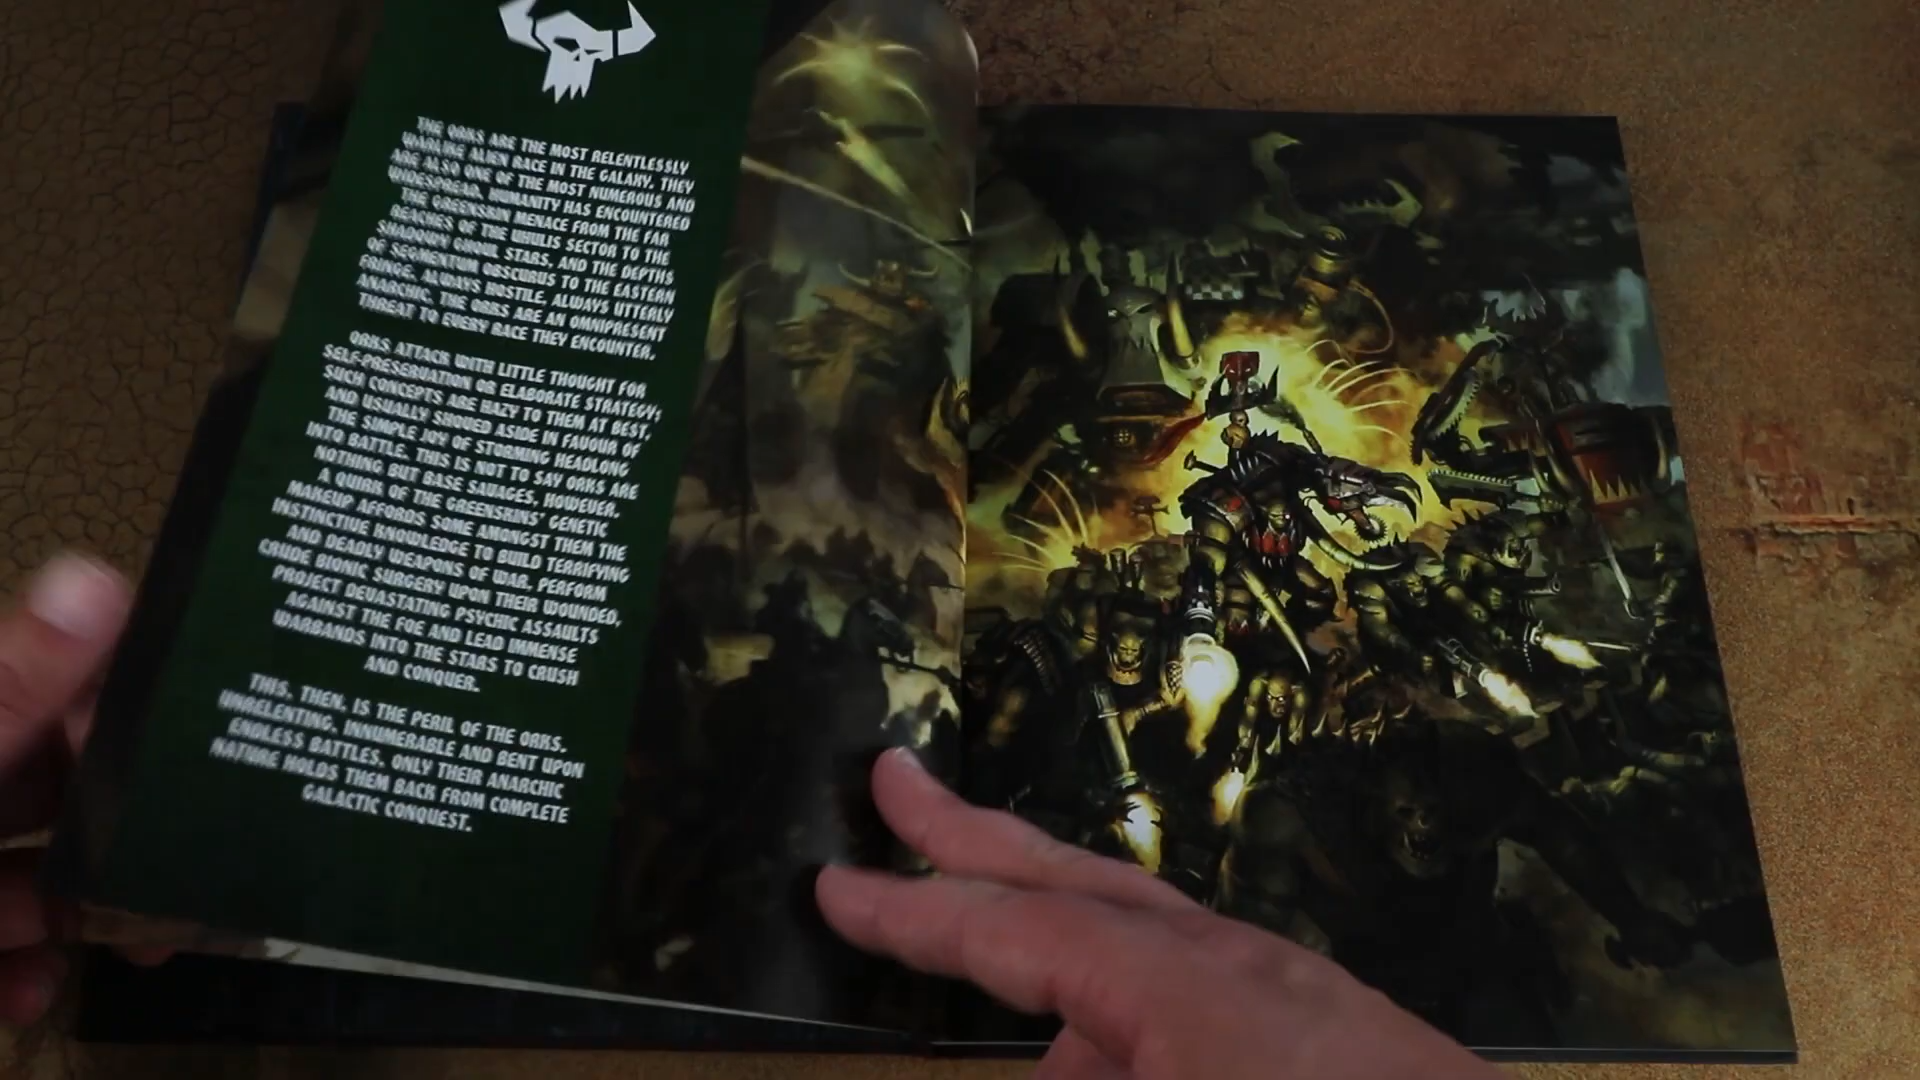 THE ORKS ARE THE MOST RELENTLESSLY
WARLIKE ALIEN RACE IN THE GALAXY. THEY
ARE ALSO ONE OF THE MOST NUMEROUS AND
WIDESPREAD. HUMANITY HAS ENCOUNTERED
THE GREENSKIN MENACE FROM THE FAR
REACHES OF THE UHULIS SECTOR TO THE
SHADOWY GHOUL STARS, AND THE DEPTHS
OF SEGMENTUM OBSCURUS TO THE EASTERN
FRINGE. ALWAYS HOSTILE, ALWAYS UTTERLY
ANARCHIC, THE ORKS ARE AN OMNIPRESENT
THREAT TO EVERY RACE THEY ENCOUNTER.
ORKS ATTACK WITH LITTLE THOUGHT FOR
SELF-PRESERVATION OR ELABORATE STRATEGY;
SUCH CONCEPTS ARE HAZY TO THEM AT BEST,
AND USUALLY SHOVED ASIDE IN FAVOUR OF
THE SIMPLE JOY OF STORMING HEADLONG
INTO BATTLE. THIS IS NOT TO SAY ORKS ARE
NOTHING BUT BASE SAVAGES, HOWEVER.
A QUIRK OF THE GREENSKINS' GENETIC
MAKEUP AFFORDS SOME AMONGST THEM THE
INSTINCTIVE KNOWLEDGE TO BUILD TERRIFYING
AND DEADLY WEAPONS OF WAR, PERFORM
CRUDE BIONIC SURGERY UPON THEIR WOUNDED,
PROJECT DEVASTATING PSYCHIC ASSAULTS
AGAINST THE FOE AND LEAD IMMENSE
WARBANDS INTO THE STARS TO CRUSH
AND CONQUER.
THIS, THEN, IS THE PERIL OF THE ORKS.
UNRELENTING, INNUMERABLE AND BENT UPON
ENDLESS BATTLES, ONLY THEIR ANARCHIC
NATURE HOLDS THEM BACK FROM COMPLETE
GALACTIC CONQUEST.